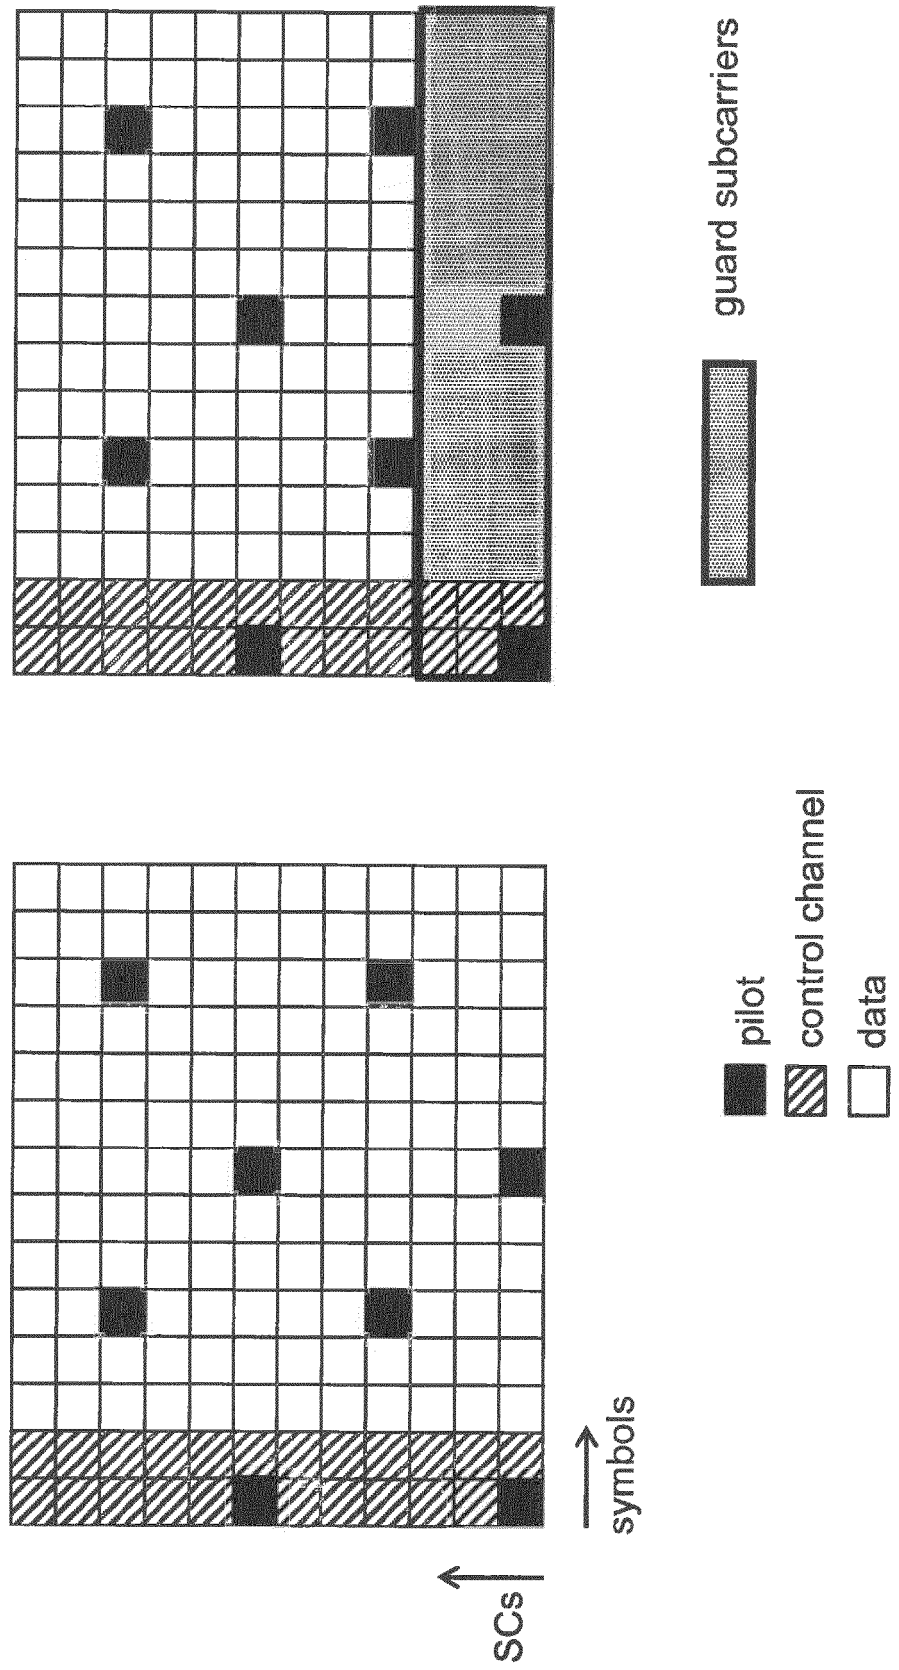 SCs
symbols
pilot
control channel
data
guard subcarriers